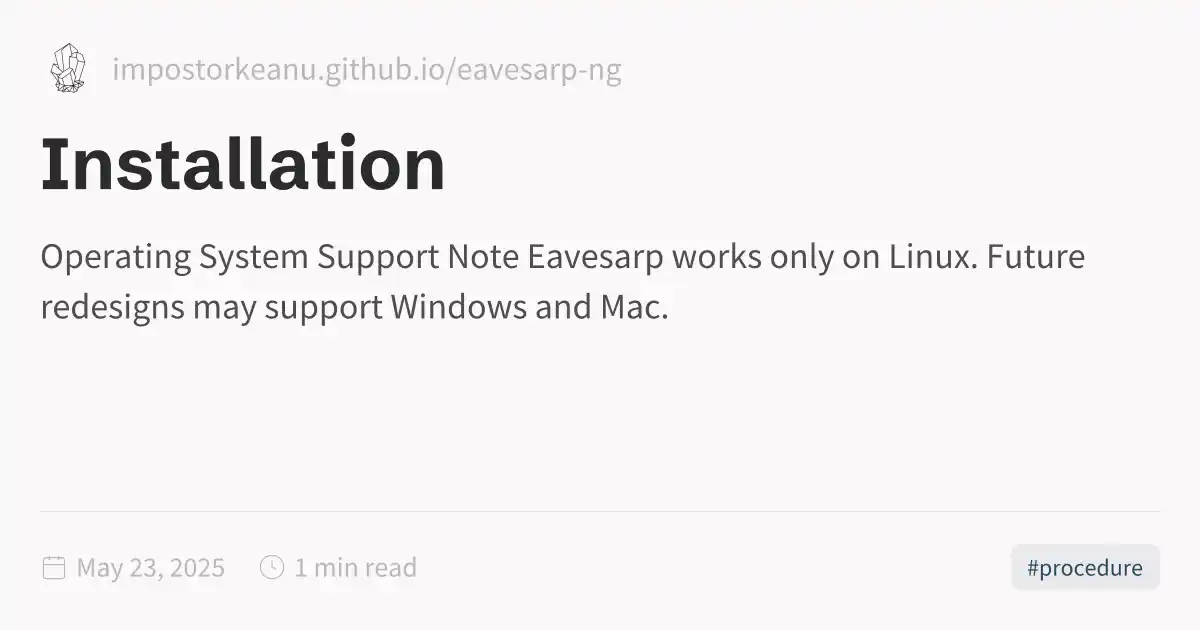 impostorkeanu.github.io/eavesarp-ng
Installation
Operating System Support Note Eavesarp works only on Linux. Future
redesigns may support Windows and Mac.
May 23, 2025
1 min read
#procedure